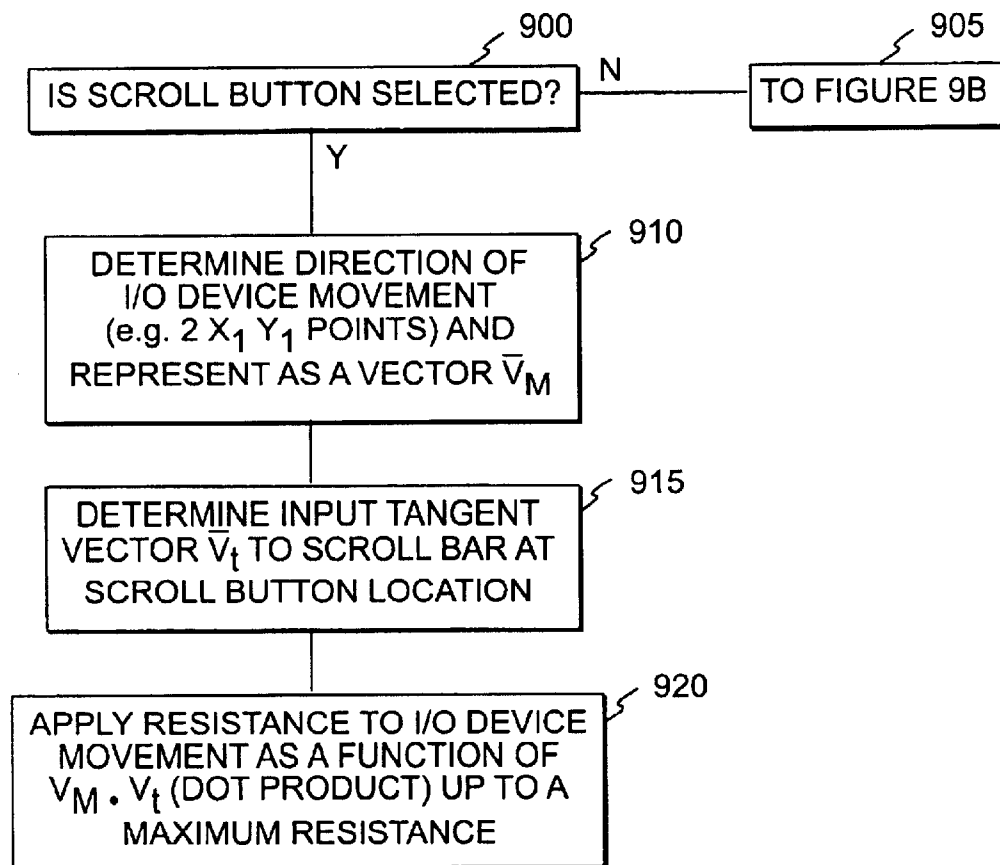 900
IS SCROLL BUTTON SELECTED?
N
905
TO FIGURE 9B
Y
910
DETERMINE DIRECTION OF
I/O DEVICE MOVEMENT
(e.g. 2 X₁ Y₁ POINTS) AND
REPRESENT AS A VECTOR V̅M
915
DETERMINE INPUT TANGENT
VECTOR V̅t TO SCROLL BAR AT
SCROLL BUTTON LOCATION
920
APPLY RESISTANCE TO I/O DEVICE
MOVEMENT AS A FUNCTION OF
VM • Vt (DOT PRODUCT) UP TO A
MAXIMUM RESISTANCE